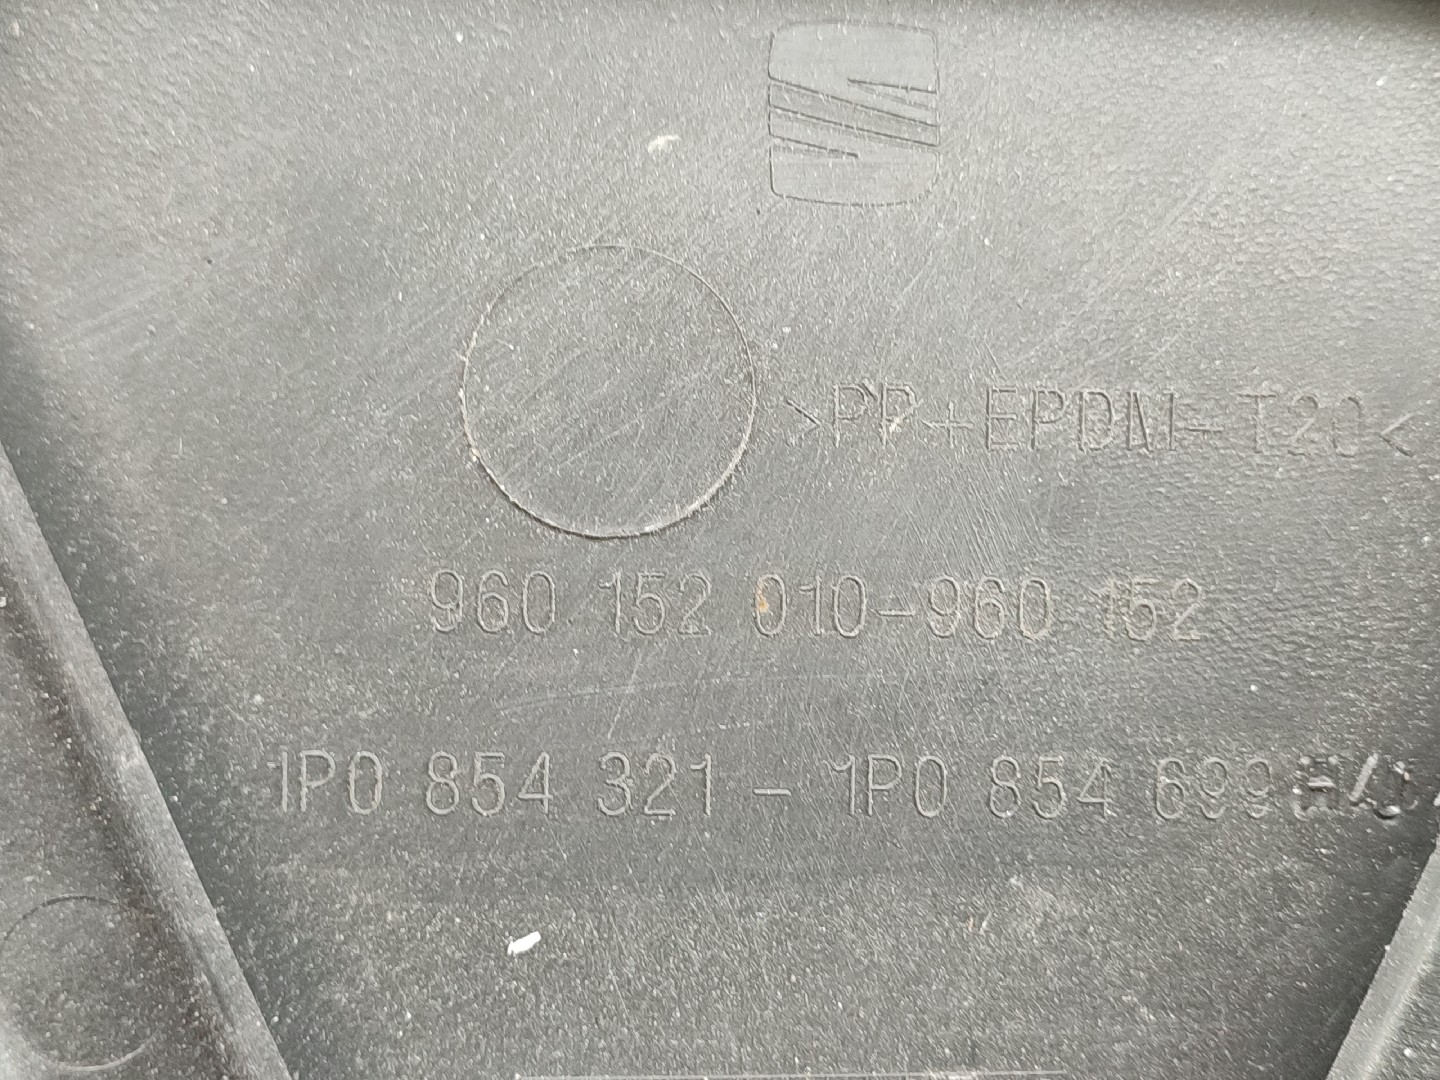 >PP+EPDM-T20<
960 152 010-960 152
1P0 854 321 - 1P0 854 699